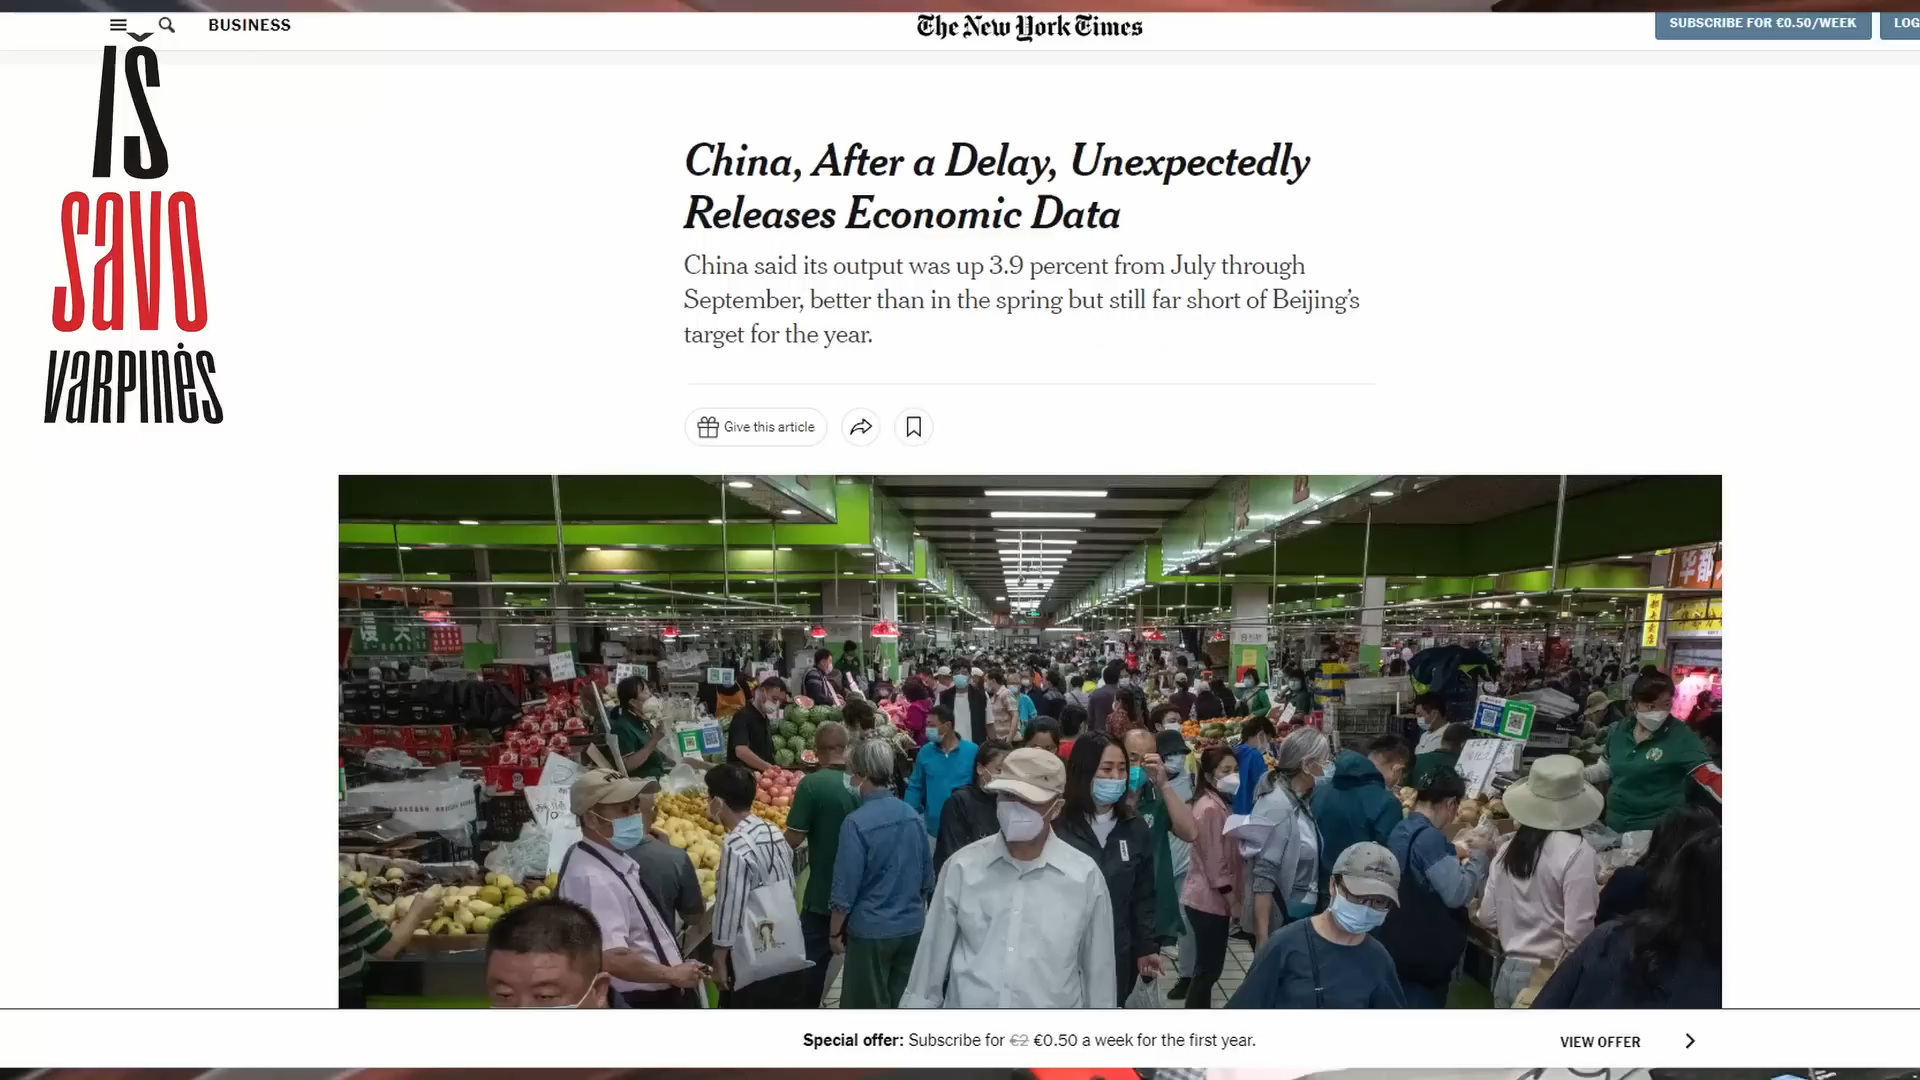 BUSINESS
The New York Times
SUBSCRIBE FOR €0.50/WEEK
LOG
IŠ
SAVO
VARPINĖS
China, After a Delay, Unexpectedly
Releases Economic Data
China said its output was up 3.9 percent from July through
September, better than in the spring but still far short of Beijing’s
target for the year.
Give this article
Special offer: Subscribe for €2 €0.50 a week for the first year.
VIEW OFFER